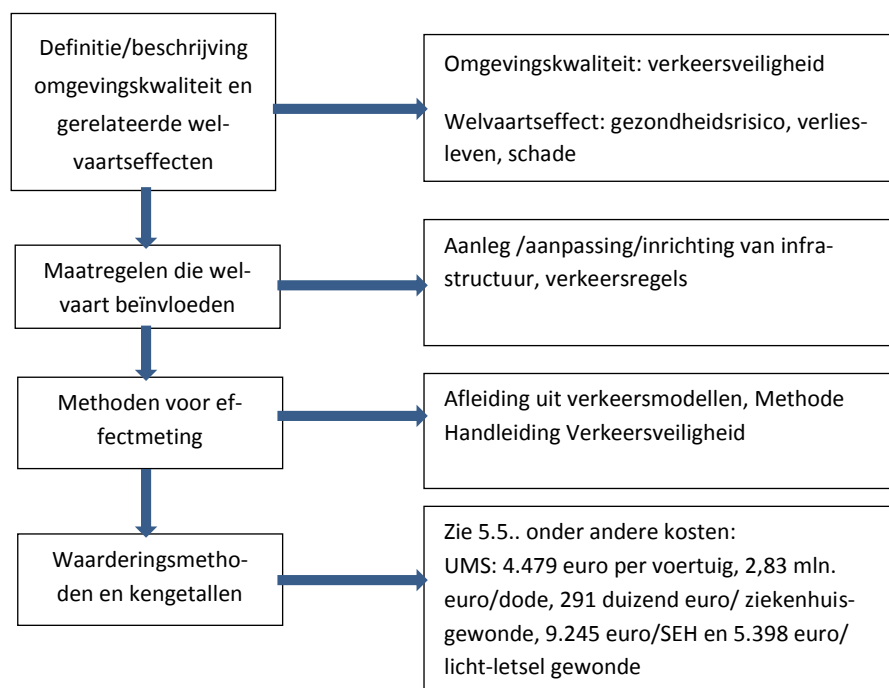 Definitie/beschrijving
omgevingskwaliteit en
gerelateerde wel-
vaartseffecten
Omgevingskwaliteit: verkeersveiligheid
Welvaartseffect: gezondheidsrisico, verlies-
leven, schade
Maatregelen die wel-
vaart beïnvloeden
Aanleg /aanpassing/inrichting van infra-
structuur, verkeersregels
Methoden voor ef-
fectmeting
Afleiding uit verkeersmodellen, Methode
Handleiding Verkeersveiligheid
Waarderingsmetho-
den en kengetallen
Zie 5.5.. onder andere kosten:
UMS: 4.479 euro per voertuig, 2,83 mln.
euro/dode, 291 duizend euro/ ziekenhuis-
gewonde, 9.245 euro/SEH en 5.398 euro/
licht-letsel gewonde